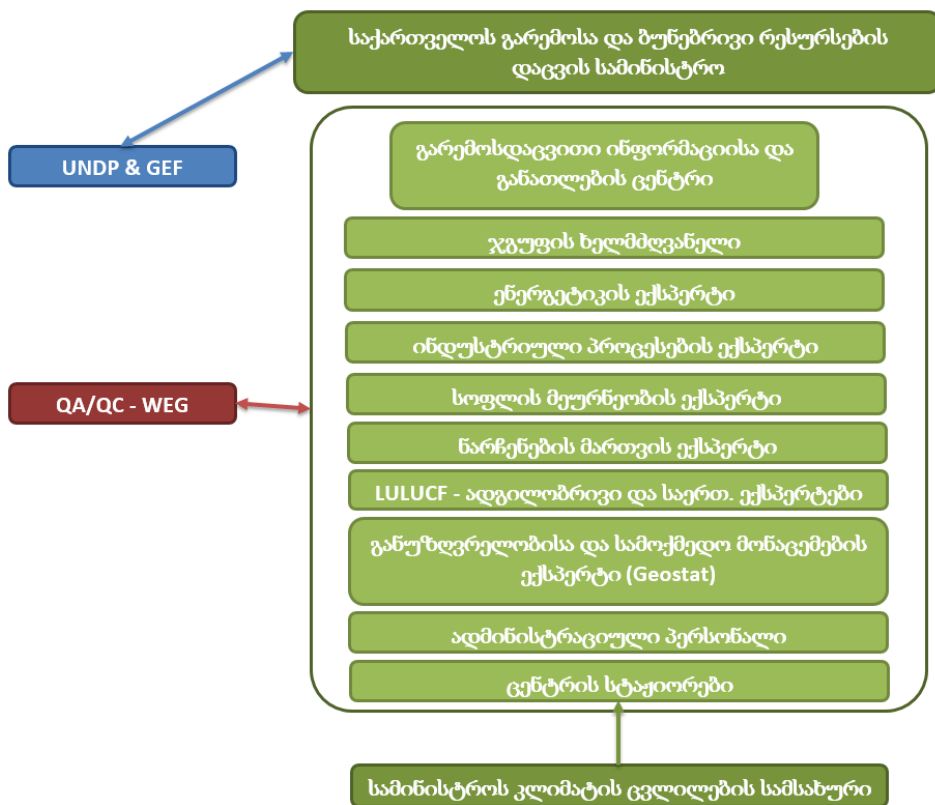 საქართველოს გარემოსა და ბუნებრივი რესურსების
დაცვის სამინისტრო
UNDP & GEF
გარემოსდაცვითი ინფორმაციისა და
განათლების ცენტრი
ჯგუფის ხელმძღვანელი
ენერგეტიკის ექსპერტი
ინდუსტრიული პროცესების ექსპერტი
QA/QC - WEG
სოფლის მეურნეობის ექსპერტი
ნარჩენების მართვის ექსპერტი
LULUCF - ადგილობრივი და საერთ. ექსპერტები
განუზღვრელობისა და სამოქმედო მონაცემების
ექსპერტი (Geostat)
ადმინისტრაციული პერსონალი
ცენტრის სტაჟიორები
სამინისტროს კლიმატის ცვლილების სამსახური